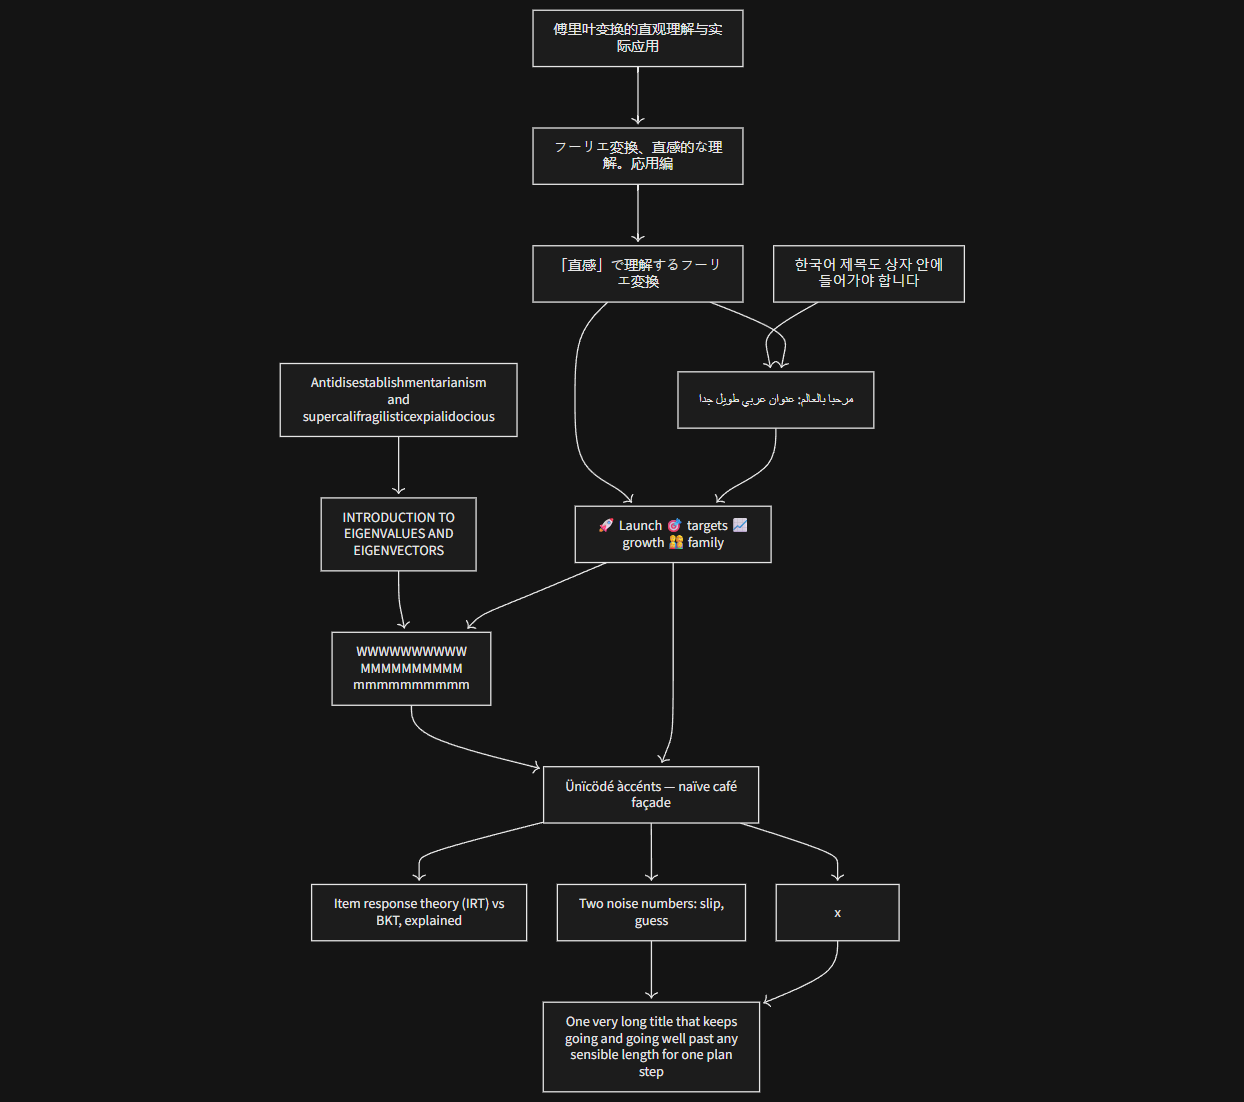 傅里叶变换的直观理解与实
际应用
フーリエ変換、直感的な理
解。応用編
「直感」で理解するフーリ
エ変換
한국어 제목도 상자 안에
들어가야 합니다
Antidisestablishmentarianism
and
supercalifragilisticexpialidocious
مرحبا بالعالم: عنوان عربي طويل جدا
INTRODUCTION TO
EIGENVALUES AND
EIGENVECTORS
🚀 Launch 🎯 targets 📈
growth 👨‍👩‍👧 family
WWWWWWWWWW
MMMMMMMMMM
mmmmmmmmmm
Ünïcödé àccénts — naïve café
façade
Item response theory (IRT) vs
BKT, explained
Two noise numbers: slip,
guess
x
One very long title that keeps
going and going well past any
sensible length for one plan
step